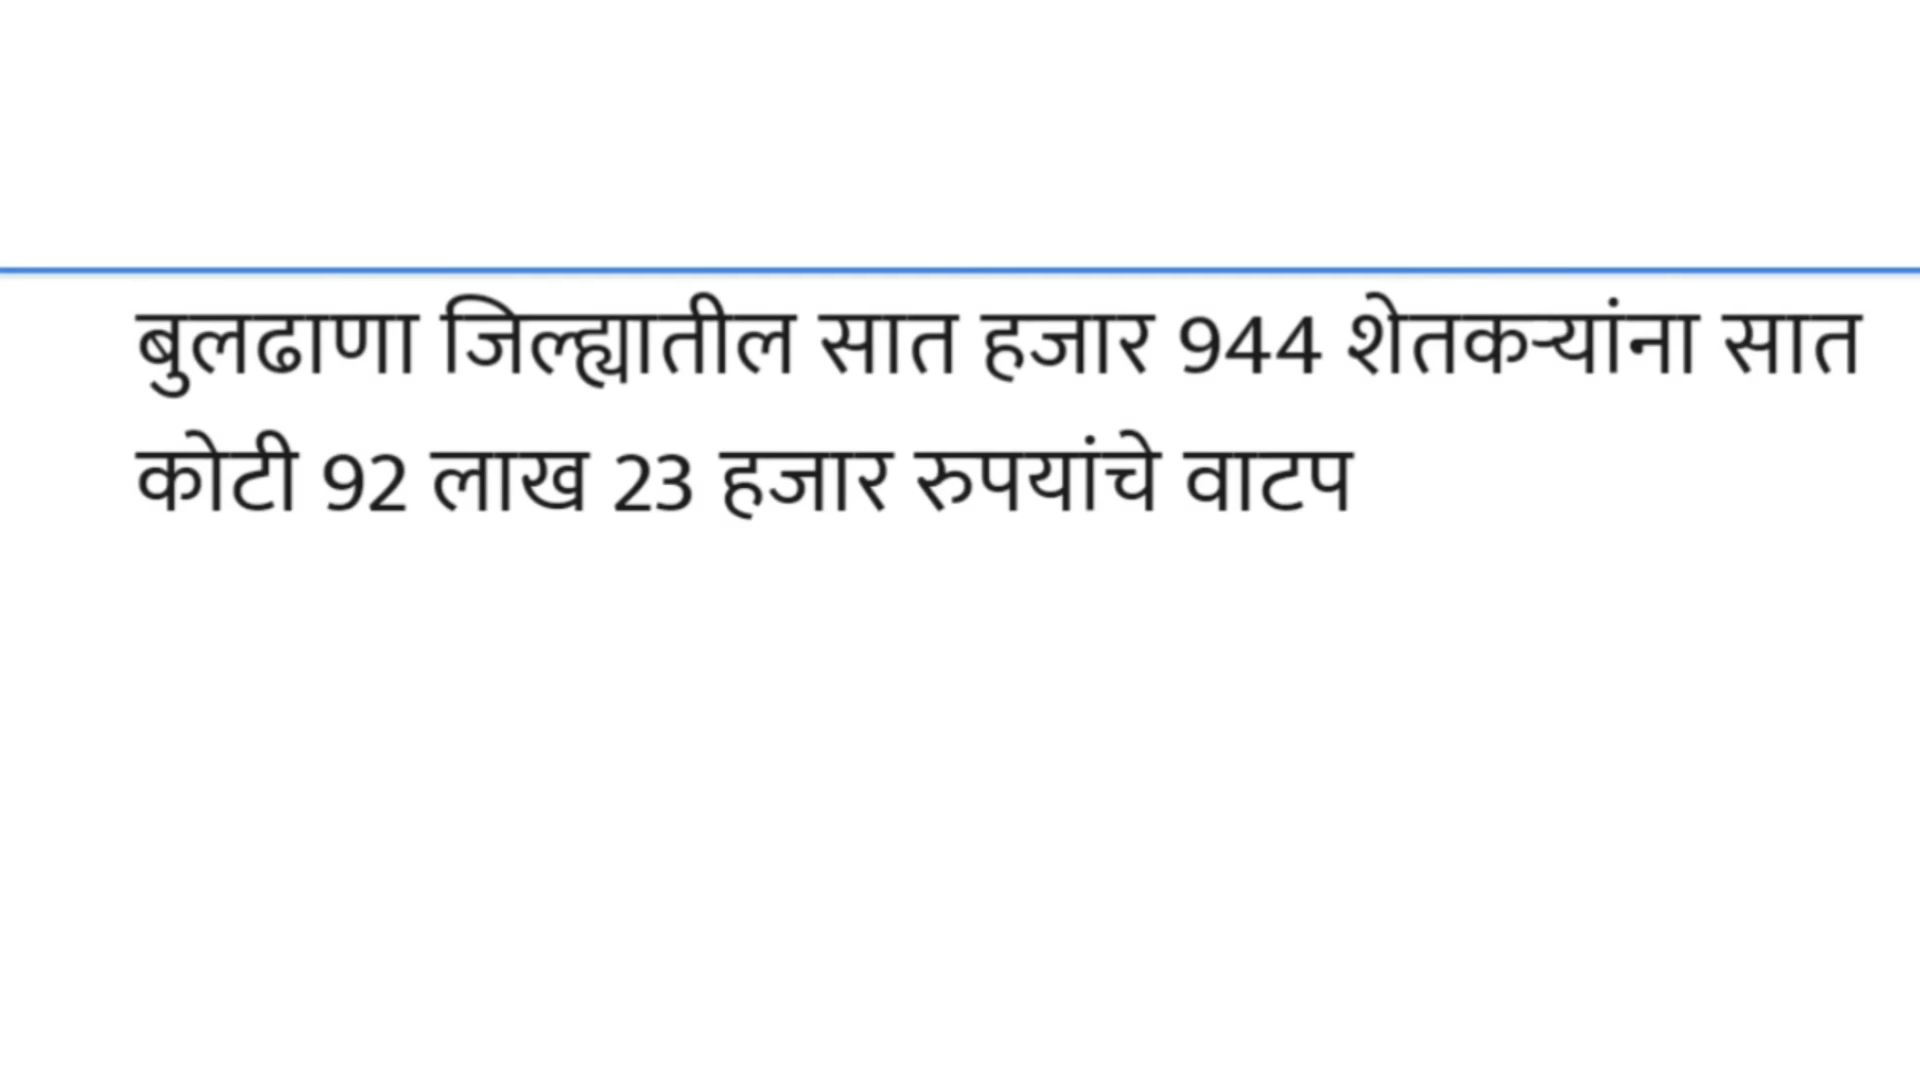 बुलढाणा जिल्ह्यातील सात हजार 944 शेतकऱ्यांना सात
कोटी 92 लाख 23 हजार रुपयांचे वाटप